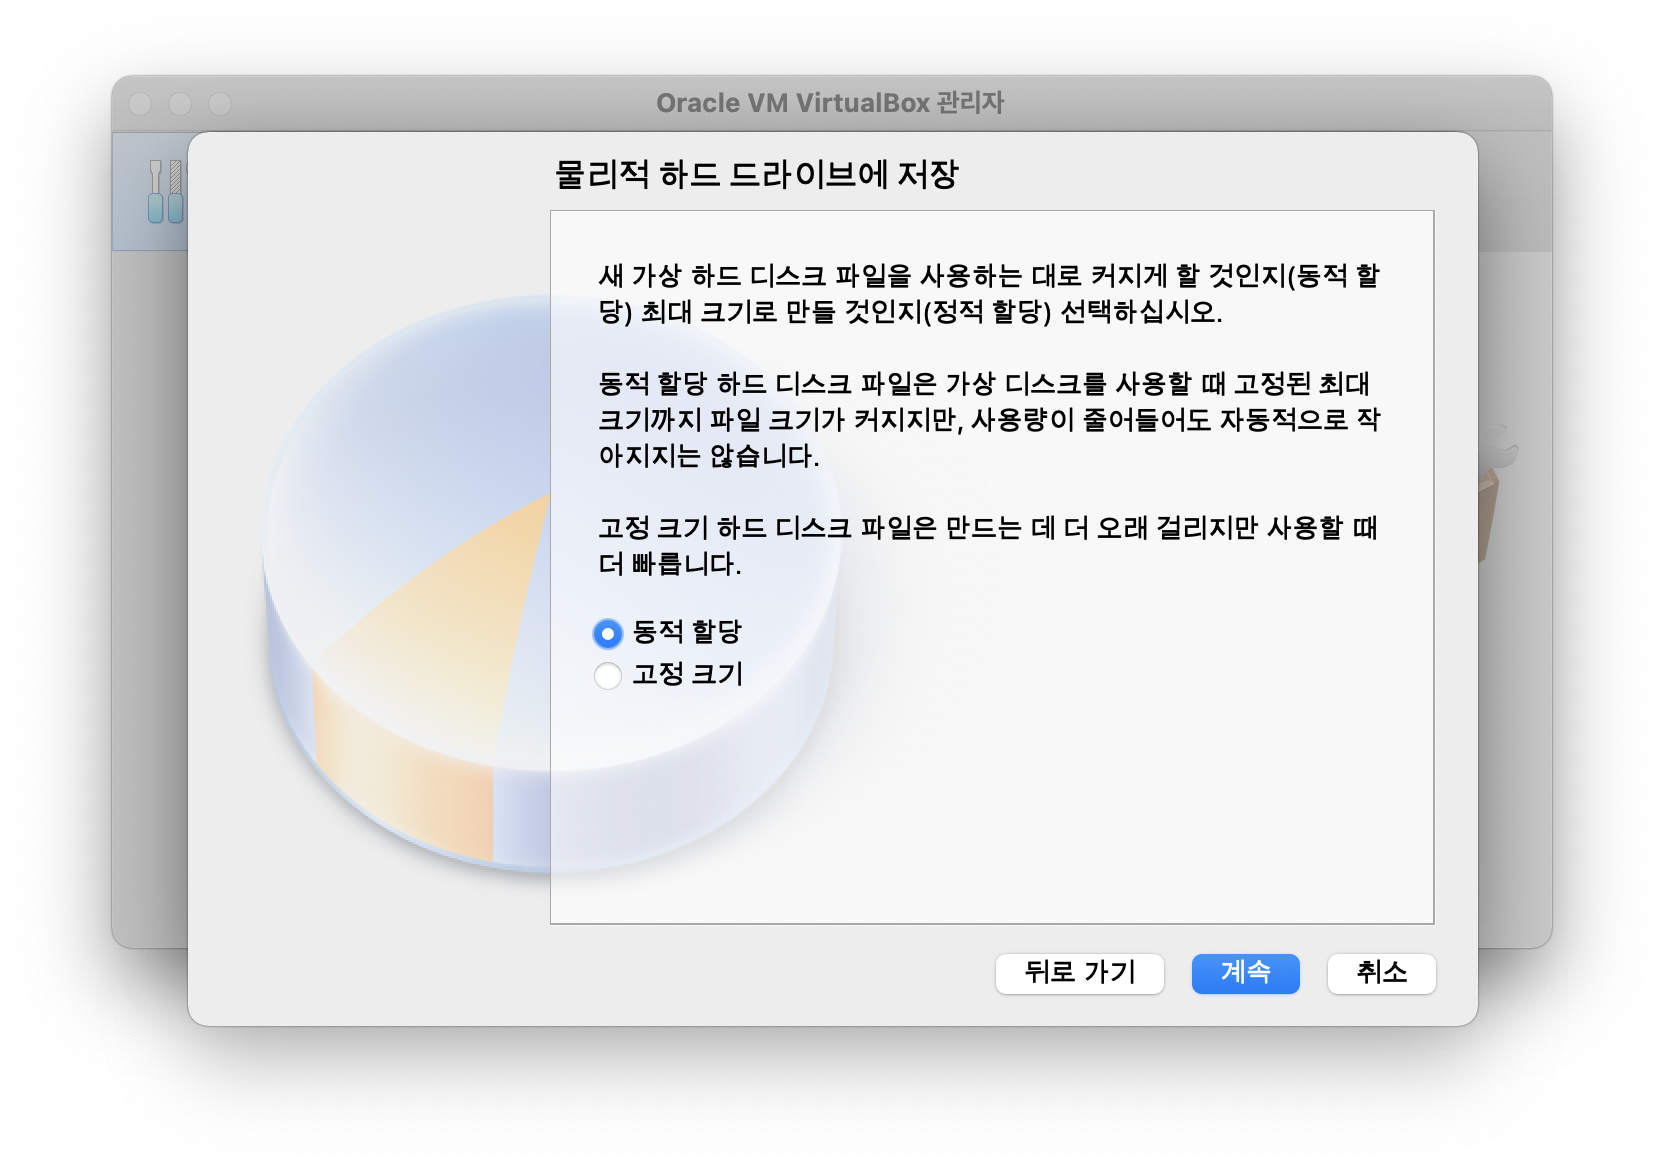 Oracle VM VirtualBox 관리자
물리적 하드 드라이브에 저장
새 가상 하드 디스크 파일을 사용하는 대로 커지게 할 것인지(동적 할
당) 최대 크기로 만들 것인지(정적 할당) 선택하십시오.
동적 할당 하드 디스크 파일은 가상 디스크를 사용할 때 고정된 최대
크기까지 파일 크기가 커지지만, 사용량이 줄어들어도 자동적으로 작
아지지는 않습니다.
고정 크기 하드 디스크 파일은 만드는 데 더 오래 걸리지만 사용할 때
더 빠릅니다.
동적 할당
고정 크기
뒤로 가기 계속 취소